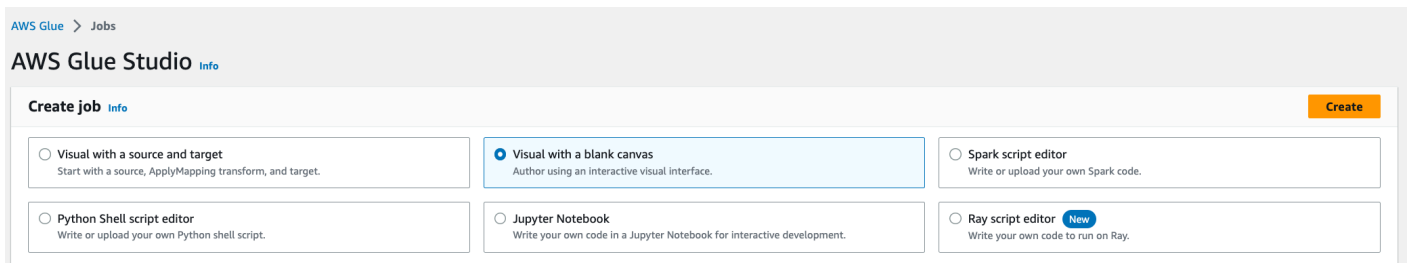 AWS Glue > Jobs
AWS Glue Studio Info
Create job Info
Create
Visual with a source and target
Start with a source, ApplyMapping transform, and target.
Visual with a blank canvas
Author using an interactive visual interface.
Spark script editor
Write or upload your own Spark code.
Python Shell script editor
Write or upload your own Python shell script.
Jupyter Notebook
Write your own code in a Jupyter Notebook for interactive development.
Ray script editor New
Write your own code to run on Ray.